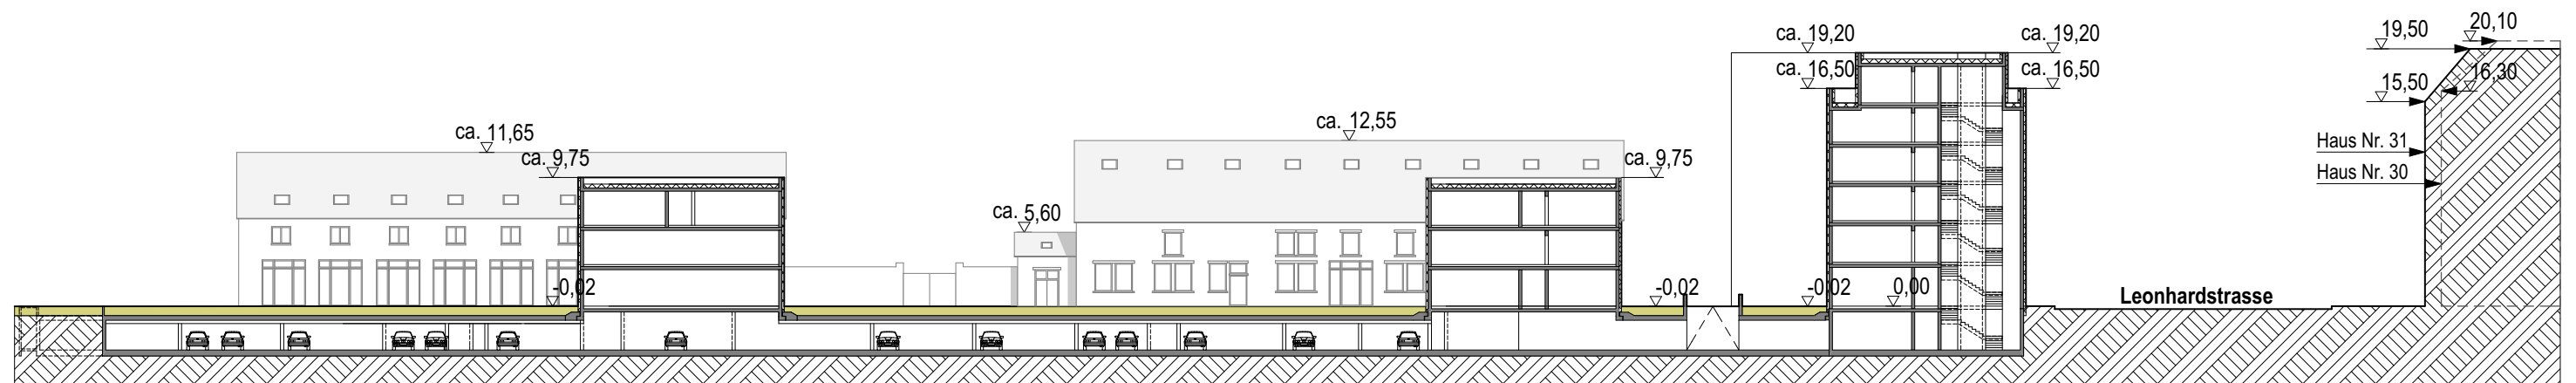 20,10
19,50
ca. 19,20
ca. 19,20
ca. 16,50
ca. 16,50
16,30
15,50
ca. 11,65
ca. 12,55
ca. 9,75
ca. 9,75
Haus Nr. 31
Haus Nr. 30
ca. 5,60
-0,02
-0,02
-0,02
0,00
Leonhardstrasse